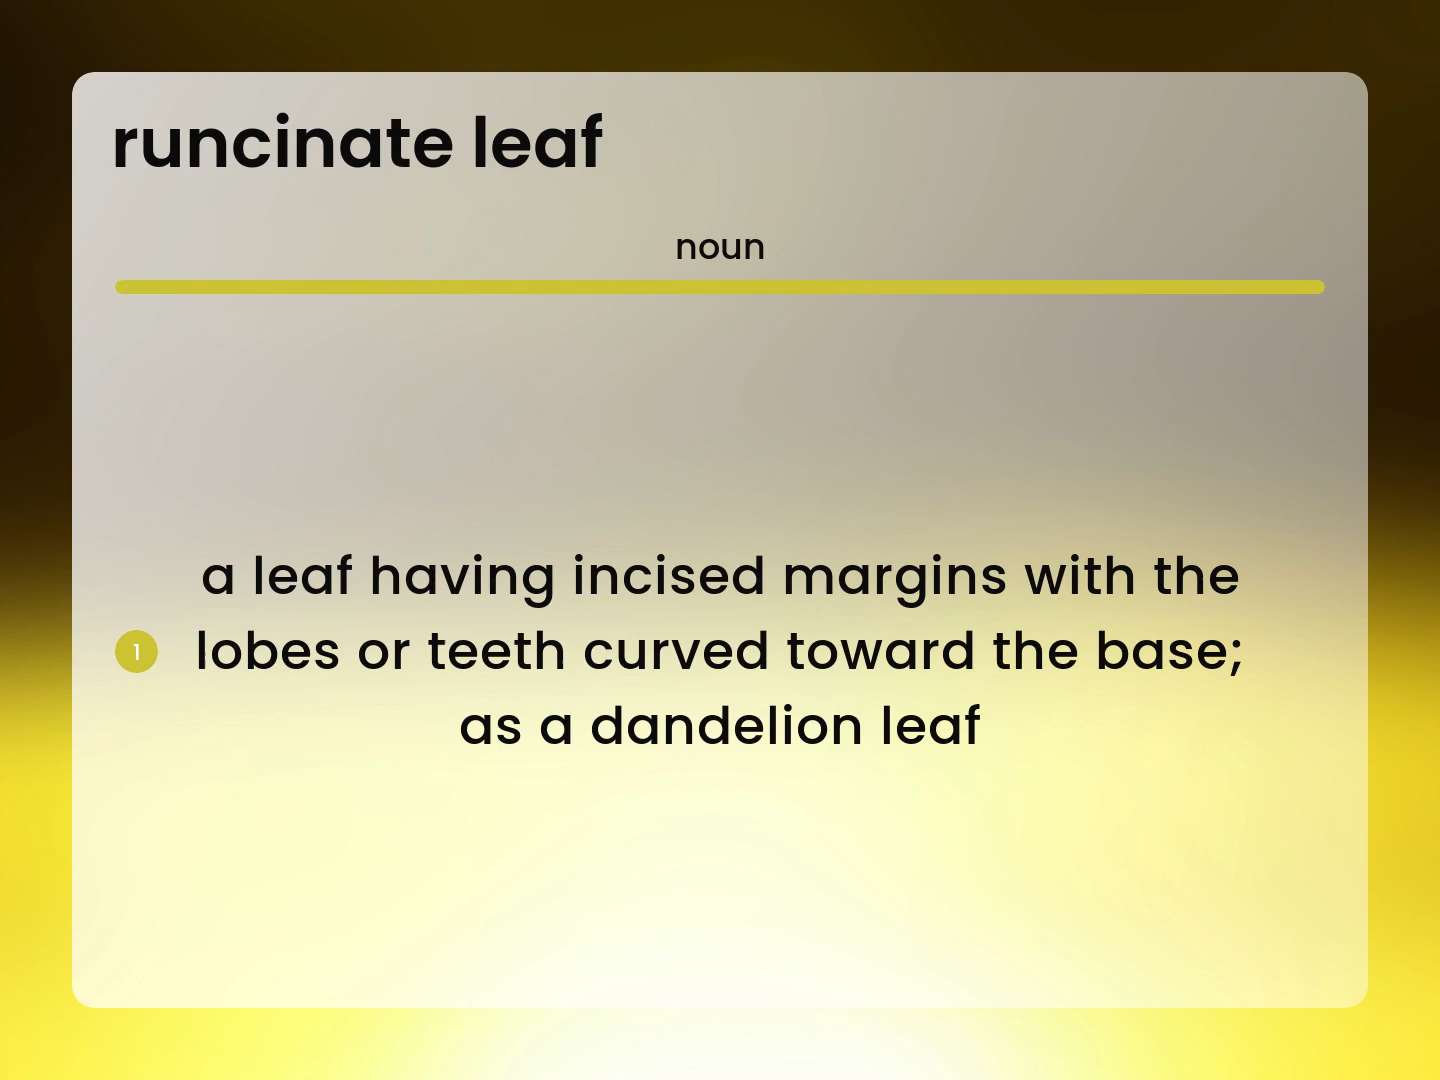 runcinate leaf
noun
a leaf having incised margins with the
1 lobes or teeth curved toward the base;
as a dandelion leaf